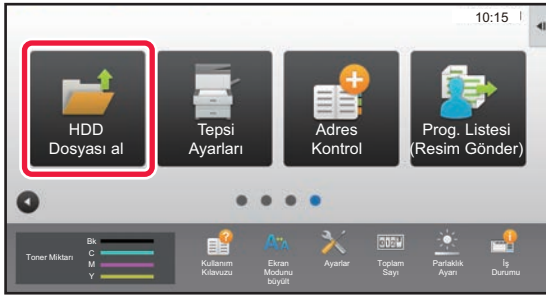 10:15
HDD
Dosyası al
Tepsi
Ayarları
Adres
Kontrol
Prog. Listesi
(Resim Gönder)
Toner Miktarı
Bk
C
M
Y
Kullanım
Kılavuzu
Ekran
Modunu
büyült
Ayarlar
Toplam
Sayı
Parlaklık
Ayarı
İş
Durumu